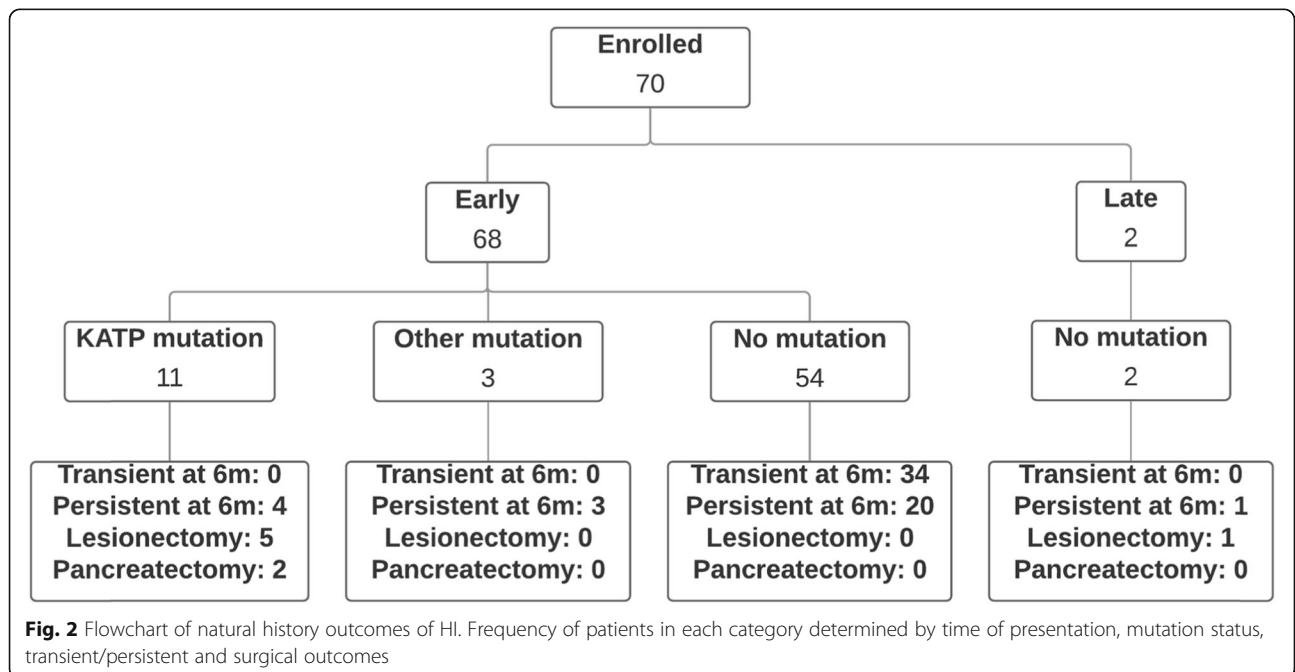 Enrolled
70
Early
68
Late
2
KATP mutation
11
Other mutation
3
No mutation
54
No mutation
2
Transient at 6m: 0
Persistent at 6m: 4
Lesionectomy: 5
Pancreatectomy: 2
Transient at 6m: 0
Persistent at 6m: 3
Lesionectomy: 0
Pancreatectomy: 0
Transient at 6m: 34
Persistent at 6m: 20
Lesionectomy: 0
Pancreatectomy: 0
Transient at 6m: 0
Persistent at 6m: 1
Lesionectomy: 1
Pancreatectomy: 0
Fig. 2 Flowchart of natural history outcomes of HI. Frequency of patients in each category determined by time of presentation, mutation status,
transient/persistent and surgical outcomes